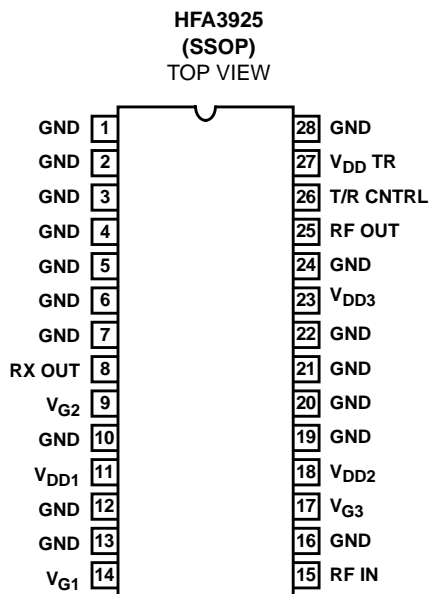 HFA3925
(SSOP)
TOP VIEW
GND 1 28 GND
GND 2 27 VDD TR
GND 3 26 T/R CNTRL
GND 4 25 RF OUT
GND 5 24 GND
GND 6 23 VDD3
GND 7 22 GND
RX OUT 8 21 GND
VG2 9 20 GND
GND 10 19 GND
VDD1 11 18 VDD2
GND 12 17 VG3
GND 13 16 GND
VG1 14 15 RF IN